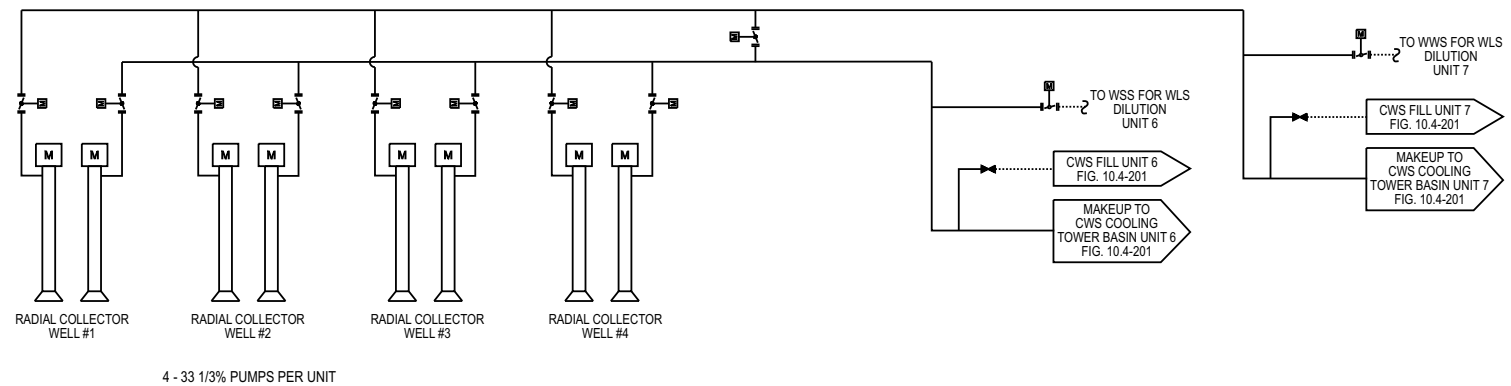 M
M
TO WWS FOR WLS
DILUTION
UNIT 7
M
TO WSS FOR WLS
DILUTION
UNIT 6
M
M
M
M
M
M
M
M
CWS FILL UNIT 7
FIG. 10.4-201
M
M
M
M
M
M
M
M
CWS FILL UNIT 6
FIG. 10.4-201
MAKEUP TO
CWS COOLING
TOWER BASIN UNIT 7
FIG. 10.4-201
MAKEUP TO
CWS COOLING
TOWER BASIN UNIT 6
FIG. 10.4-201
RADIAL COLLECTOR
WELL #1
RADIAL COLLECTOR
WELL #2
RADIAL COLLECTOR
WELL #3
RADIAL COLLECTOR
WELL #4
4 - 33 1/3% PUMPS PER UNIT